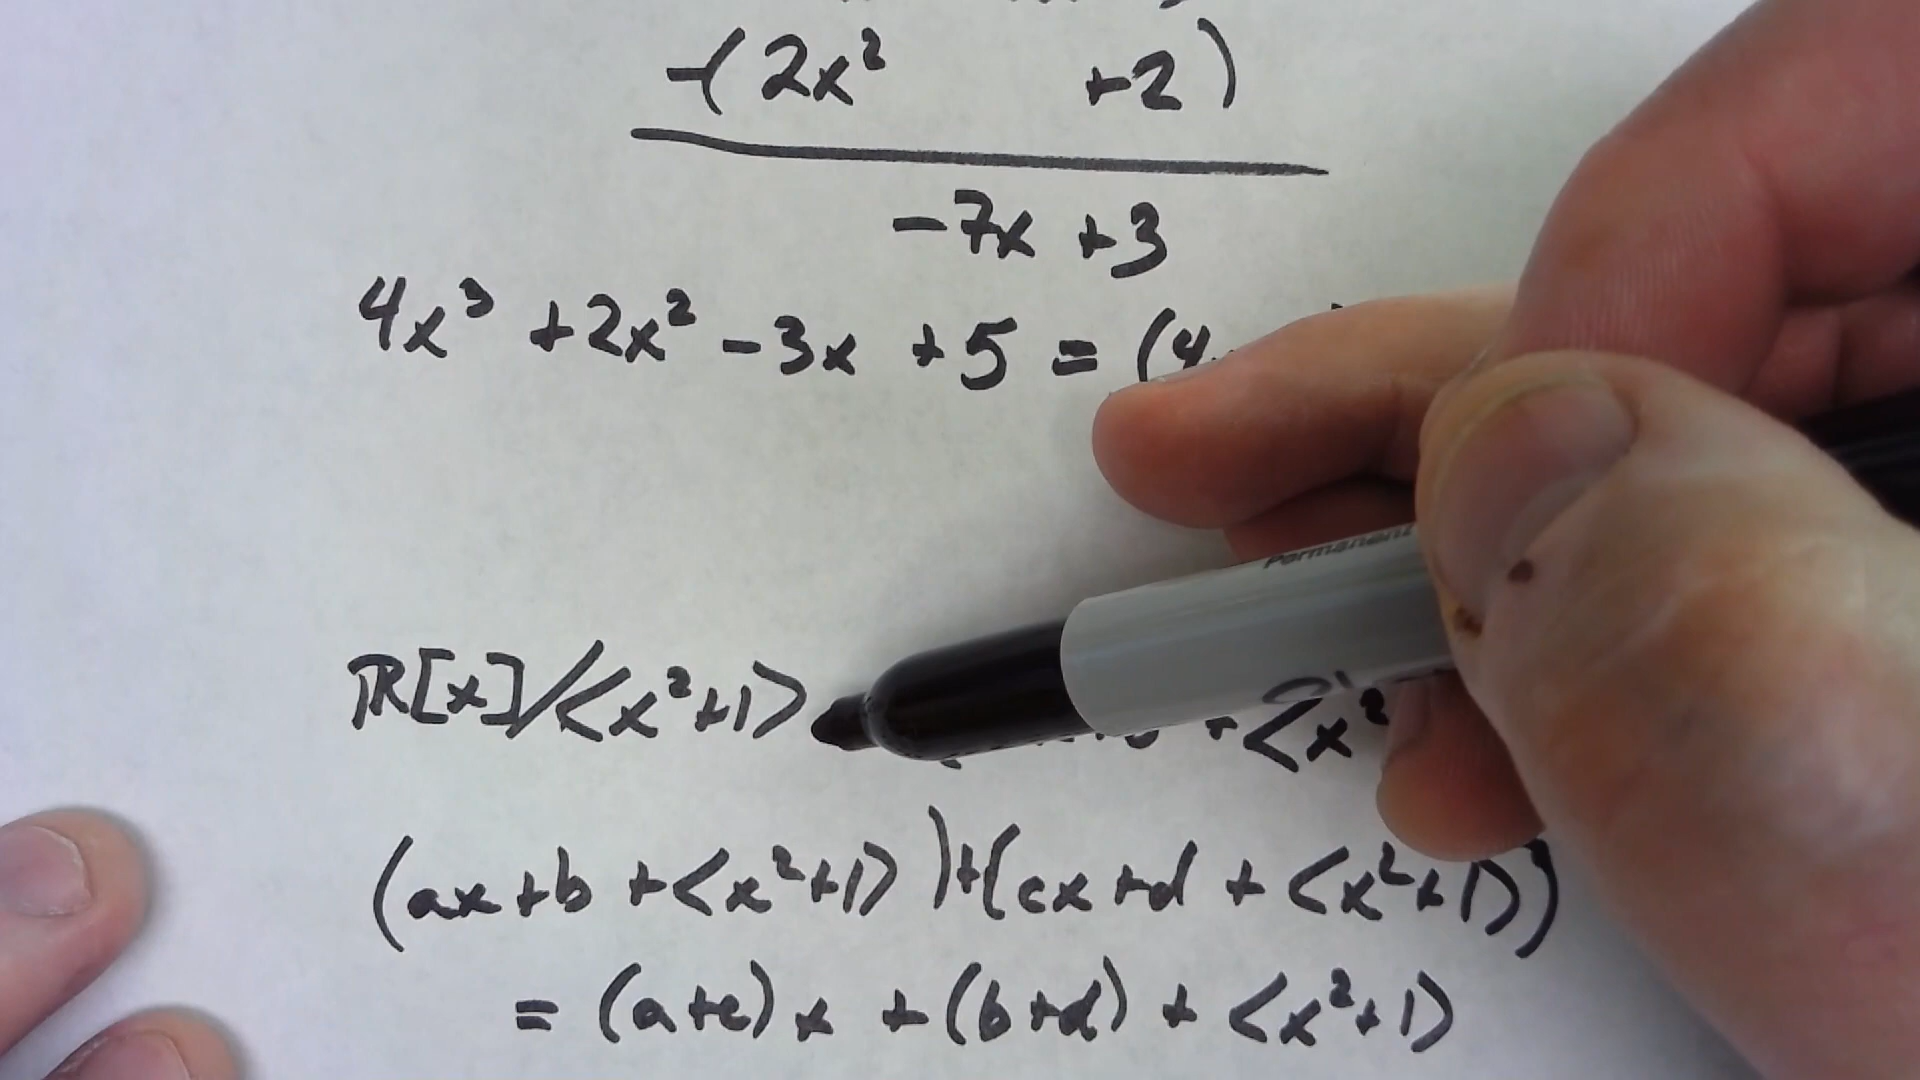 -(2x² +2)
-7x +3
4x³ +2x² -3x +5 = (4
Permanent
ℝ[x]/<x²+1> +<x²
(ax+b +<x²+1>)+(cx+d + <x²+1>)
= (a+c)x + (b+d) + <x²+1>